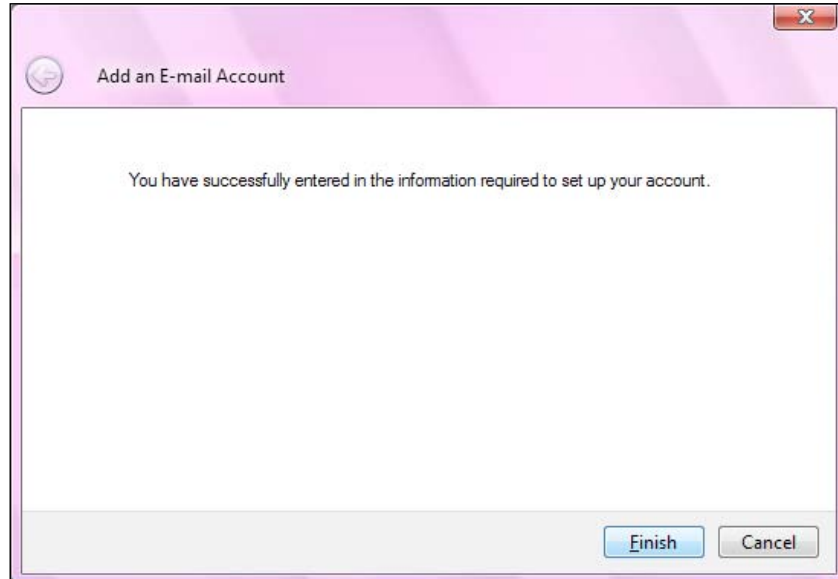 Add an E-mail Account
You have successfully entered in the information required to set up your account.
Finish Cancel